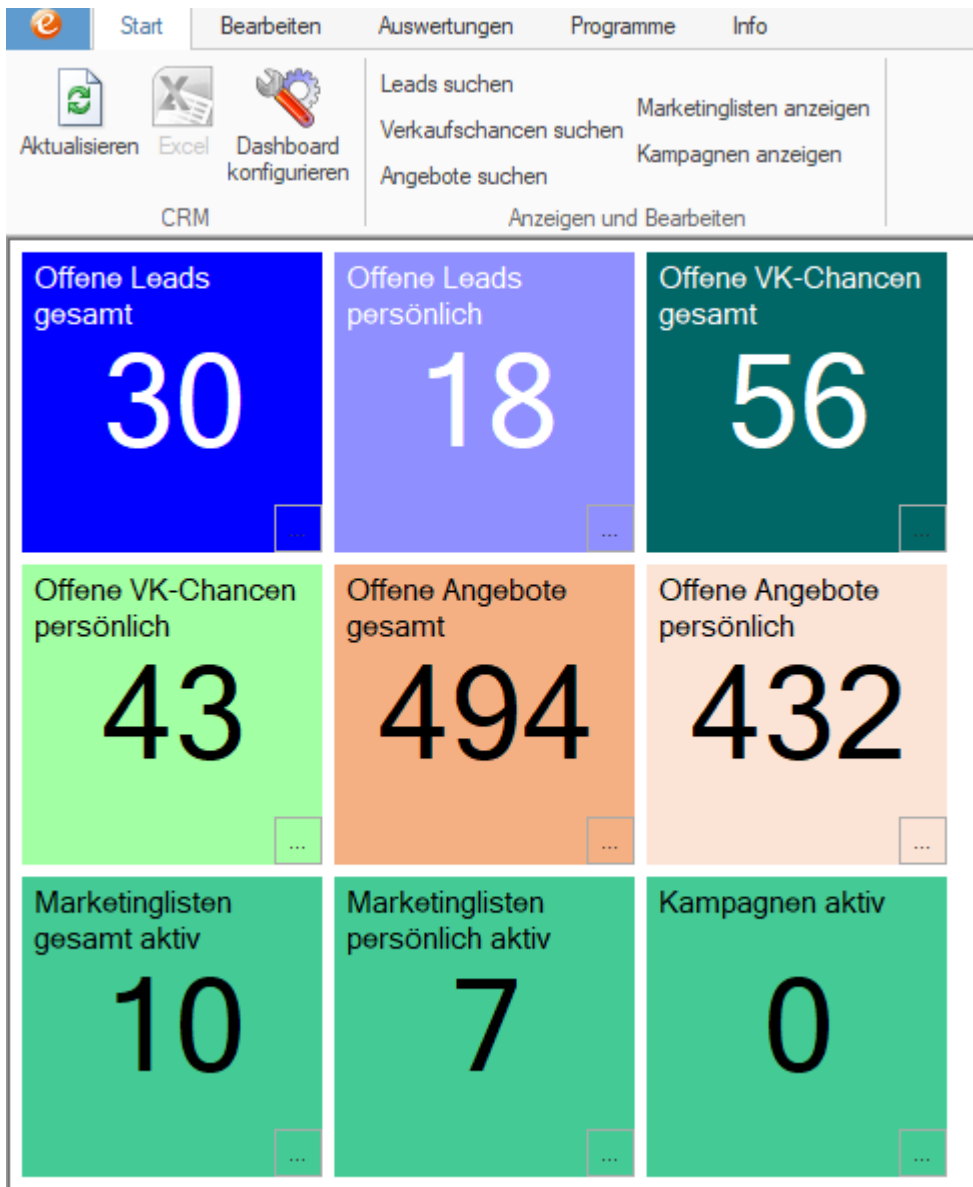 Start Bearbeiten Auswertungen Programme Info
Aktualisieren
Excel
Dashboard
konfigurieren
CRM
Leads suchen
Verkaufschancen suchen
Angebote suchen
Marketinglisten anzeigen
Kampagnen anzeigen
Anzeigen und Bearbeiten
Offene Leads
gesamt
30
...
Offene Leads
persönlich
18
...
Offene VK-Chancen
gesamt
56
...
Offene VK-Chancen
persönlich
43
...
Offene Angebote
gesamt
494
...
Offene Angebote
persönlich
432
...
Marketinglisten
gesamt aktiv
10
...
Marketinglisten
persönlich aktiv
7
...
Kampagnen aktiv
0
...